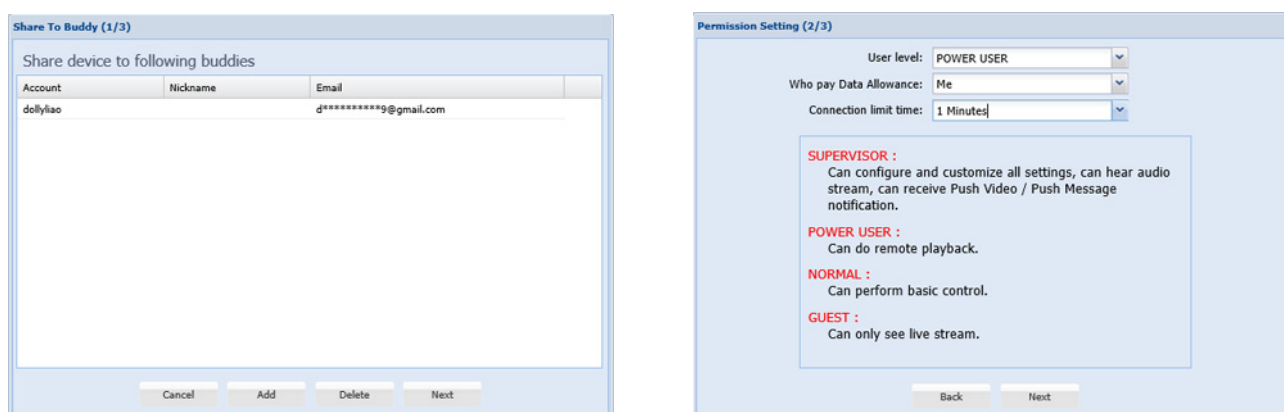 Share To Buddy (1/3)
Share device to following buddies
Account Nickname Email
dollyliao d**********9@gmail.com
Cancel Add Delete Next
Permission Setting (2/3)
User level: POWER USER
Who pay Data Allowance: Me
Connection limit time: 1 Minutes
SUPERVISOR :
Can configure and customize all settings, can hear audio
stream, can receive Push Video / Push Message
notification.
POWER USER :
Can do remote playback.
NORMAL :
Can perform basic control.
GUEST :
Can only see live stream.
Back Next